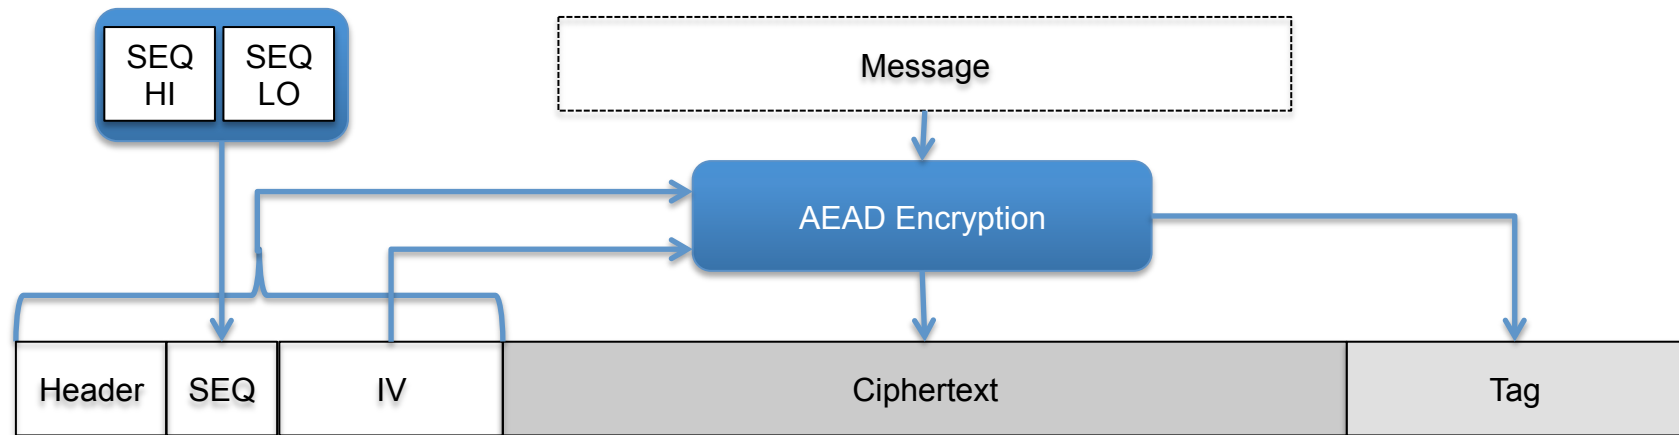 SEQ
HI
SEQ
LO
Message
AEAD Encryption
Header
SEQ
IV
Ciphertext
Tag